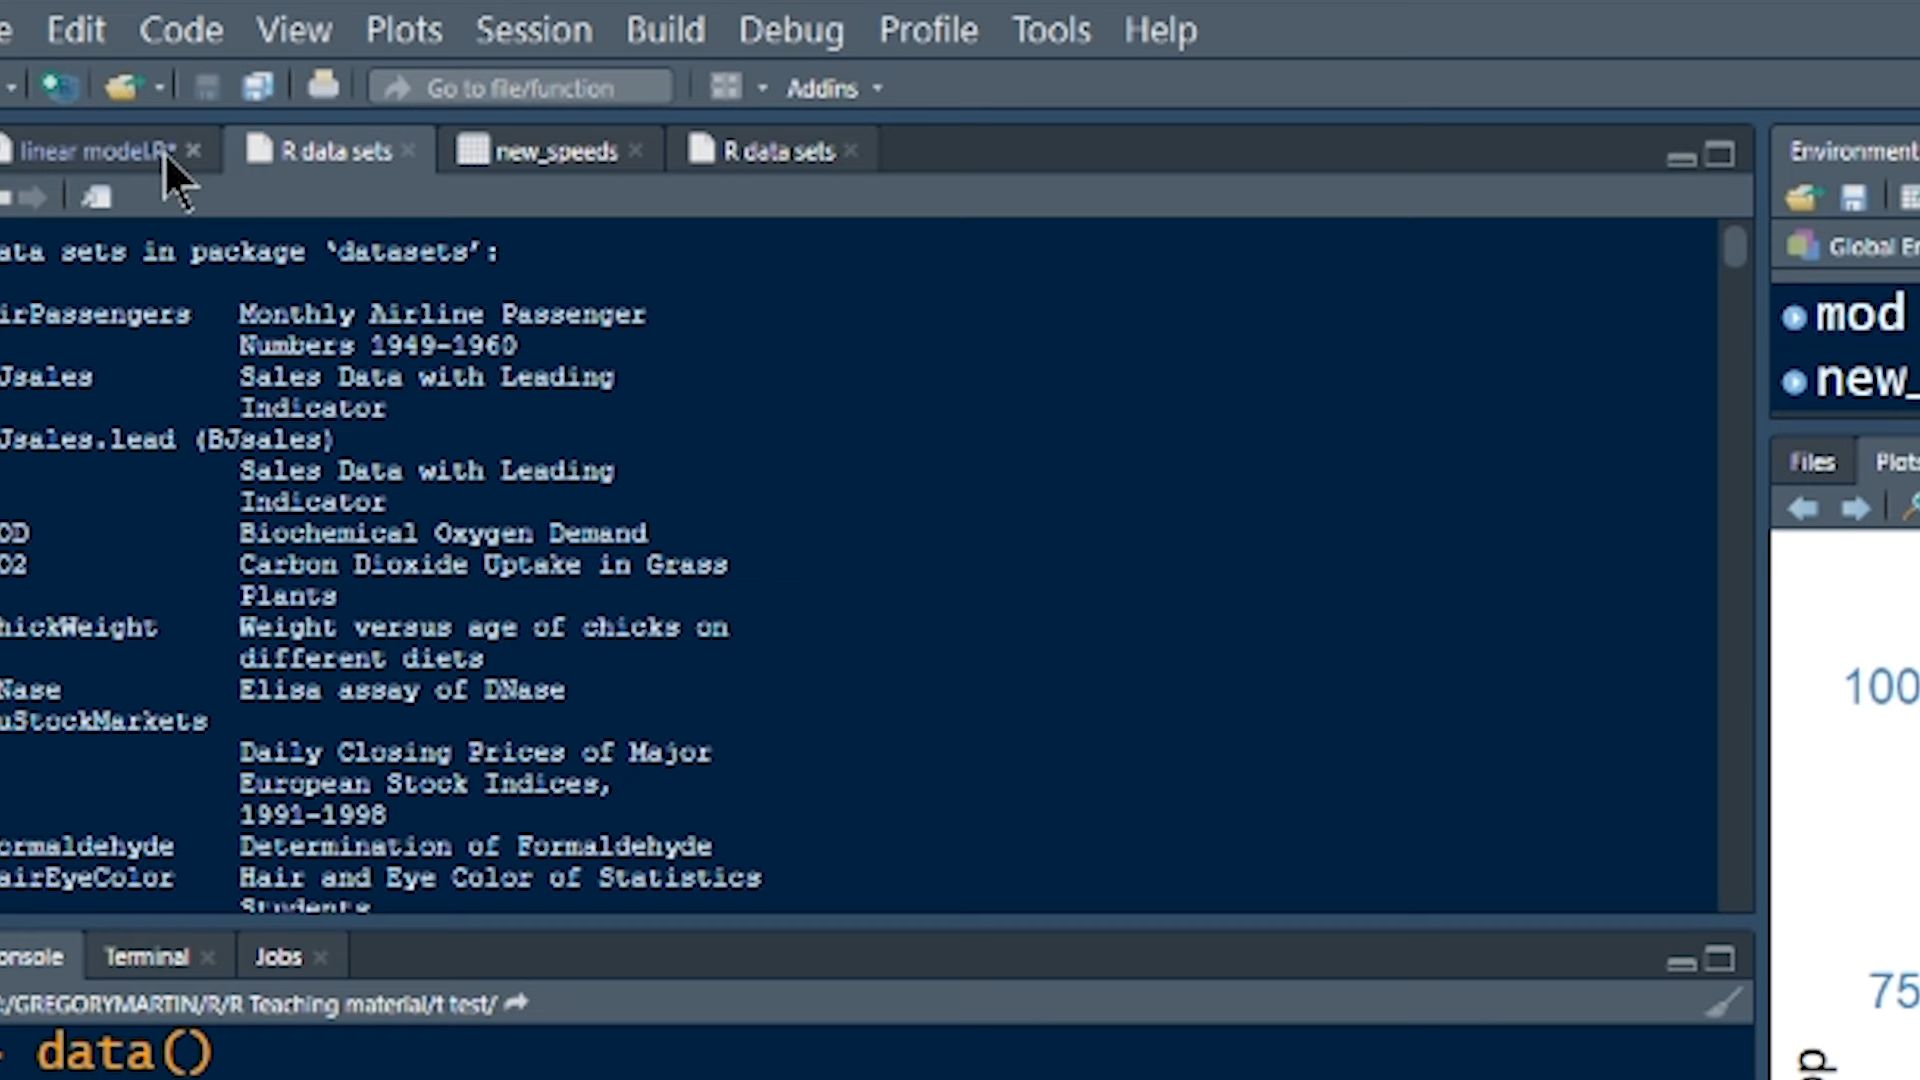 e Edit Code View Plots Session Build Debug Profile Tools Help
Go to file/function Addins
linear model.R* R data sets new_speeds R data sets
Environment
ata sets in package ‘datasets’:
Global En
irPassengers Monthly Airline Passenger
Numbers 1949-1960
mod
Jsales Sales Data with Leading
Indicator
new_
Jsales.lead (BJsales)
Sales Data with Leading
Indicator
Files Plots
OD Biochemical Oxygen Demand
O2 Carbon Dioxide Uptake in Grass
Plants
hickWeight Weight versus age of chicks on
different diets
Nase Elisa assay of DNase
100
uStockMarkets
Daily Closing Prices of Major
European Stock Indices,
1991-1998
ormaldehyde Determination of Formaldehyde
airEyeColor Hair and Eye Color of Statistics
Students
onsole Terminal Jobs
:/GREGORYMARTIN/R/R Teaching material/t test/
75
data()